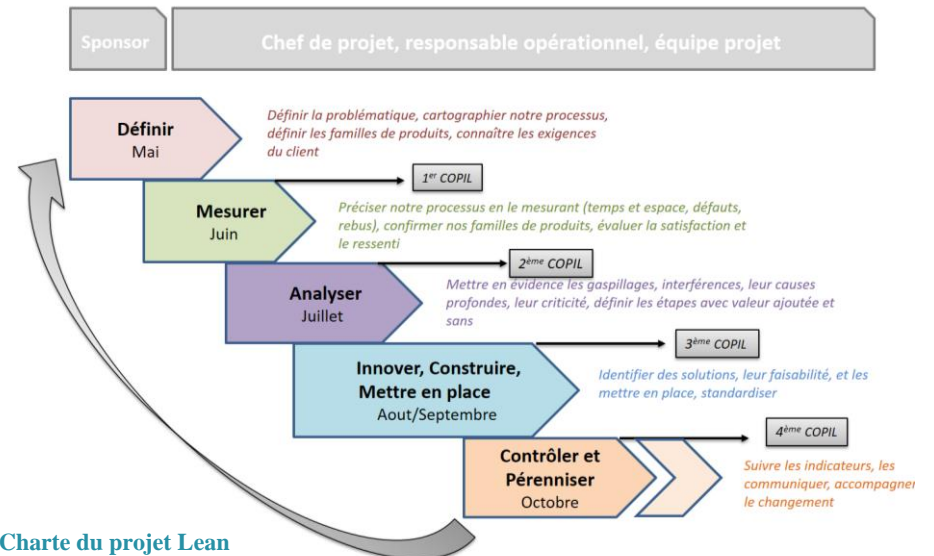 Sponsor
Chef de projet, responsable opérationnel, équipe projet
Définir
Mai
Définir la problématique, cartographier notre processus,
définir les familles de produits, connaître les exigences
du client
1er COPIL
Mesurer
Juin
Préciser notre processus en le mesurant (temps et espace, défauts,
rebus), confirmer nos familles de produits, évaluer la satisfaction et
le ressenti
2ème COPIL
Analyser
Juillet
Mettre en évidence les gaspillages, interférences, leur causes
profondes, leur criticité, définir les étapes avec valeur ajoutée et
sans
3ème COPIL
Innover, Construire,
Mettre en place
Aout/Septembre
Identifier des solutions, leur faisabilité, et les
mettre en place, standardiser
4ème COPIL
Contrôler et
Pérenniser
Octobre
Suivre les indicateurs, les
communiquer, accompagner
le changement
Charte du projet Lean